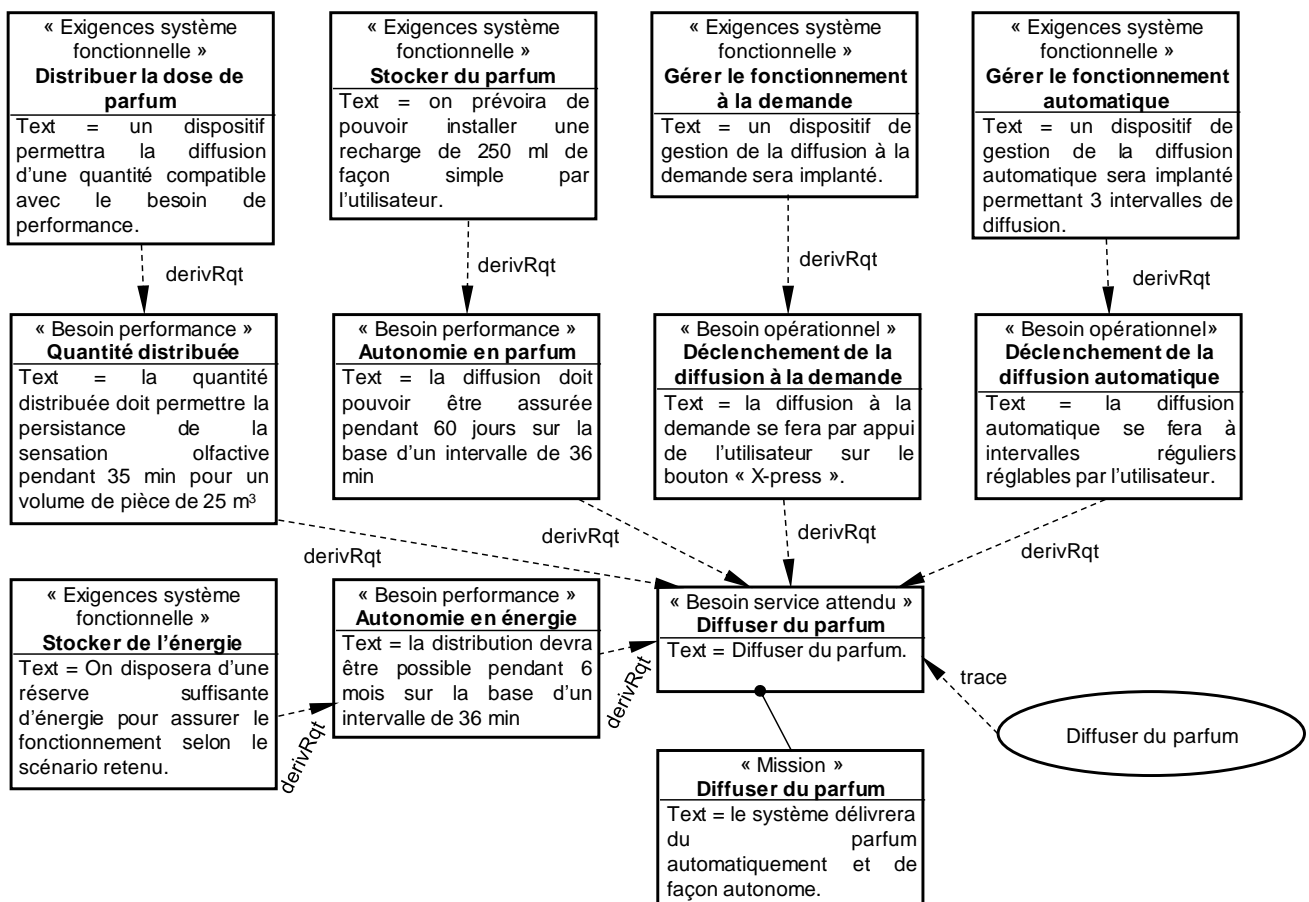 « Exigences système
fonctionnelle »
Distribuer la dose de
parfum
Text = un dispositif
permettra la diffusion
d'une quantité compatible
avec le besoin de
performance.
« Exigences système
fonctionnelle »
Stocker du parfum
Text = on prévoira de
pouvoir installer une
recharge de 250 ml de
façon simple par
l'utilisateur.
« Exigences système
fonctionnelle »
Gérer le fonctionnement
à la demande
Text = un dispositif de
gestion de la diffusion à la
demande sera implanté.
« Exigences système
fonctionnelle »
Gérer le fonctionnement
automatique
Text = un dispositif de
gestion de la diffusion
automatique sera implanté
permettant 3 intervalles de
diffusion.
derivRqt
derivRqt
derivRqt
derivRqt
« Besoin performance »
Quantité distribuée
Text = la quantité
distribuée doit permettre la
persistance de la
sensation olfactive
pendant 35 min pour un
volume de pièce de 25 m³
« Besoin performance »
Autonomie en parfum
Text = la diffusion doit
pouvoir être assurée
pendant 60 jours sur la
base d'un intervalle de 36
min
« Besoin opérationnel »
Déclenchement de la
diffusion à la demande
Text = la diffusion à la
demande se fera par appui
de l'utilisateur sur le
bouton « X-press ».
« Besoin opérationnel»
Déclenchement de la
diffusion automatique
Text = la diffusion
automatique se fera à
intervalles réguliers
réglables par l'utilisateur.
derivRqt
derivRqt
derivRqt
derivRqt
« Exigences système
fonctionnelle »
Stocker de l'énergie
Text = On disposera d'une
réserve suffisante
d'énergie pour assurer le
fonctionnement selon le
scénario retenu.
derivRqt
« Besoin performance »
Autonomie en énergie
Text = la distribution devra
être possible pendant 6
mois sur la base d'un
intervalle de 36 min
derivRqt
« Besoin service attendu »
Diffuser du parfum
Text = Diffuser du parfum.
trace
Diffuser du parfum
« Mission »
Diffuser du parfum
Text = le système délivrera
du parfum
automatiquement et de
façon autonome.